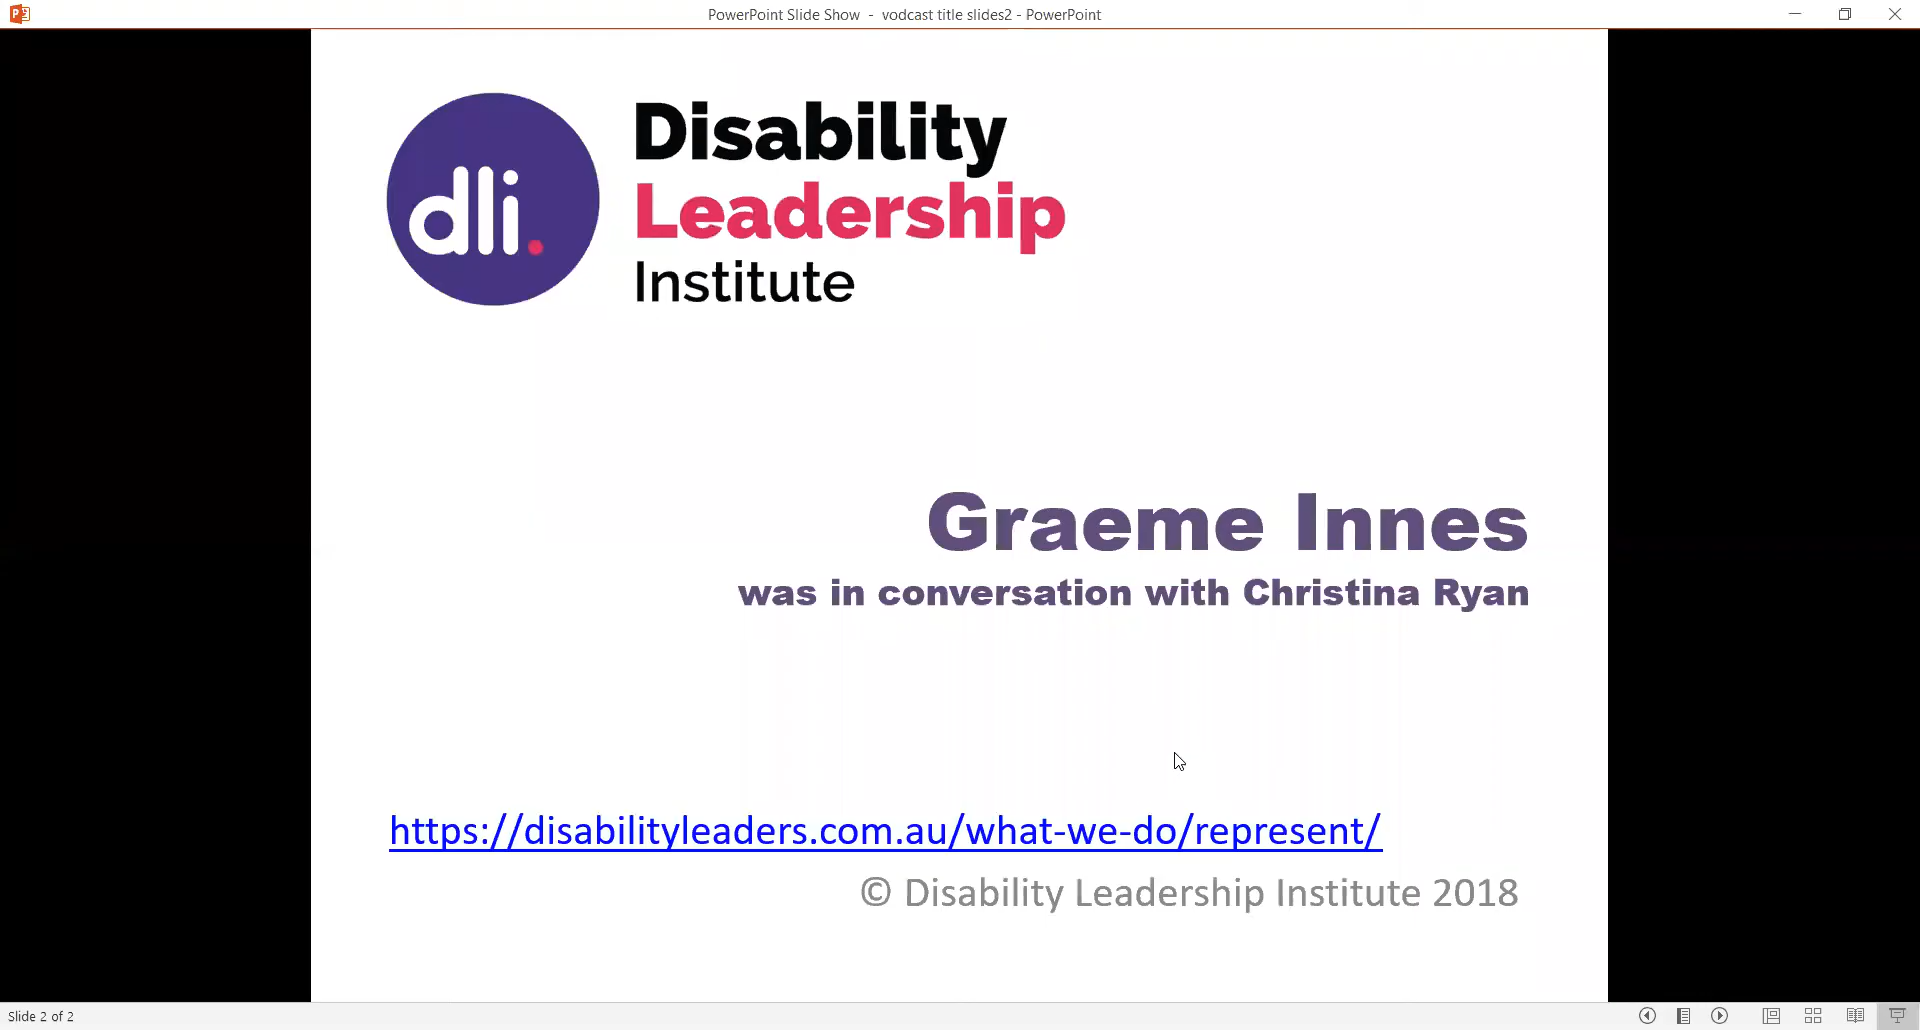 PowerPoint Slide Show - vodcast title slides2 - PowerPoint
dli.
Disability
Leadership
Institute
Graeme Innes
was in conversation with Christina Ryan
https://disabilityleaders.com.au/what-we-do/represent/
© Disability Leadership Institute 2018
Slide 2 of 2